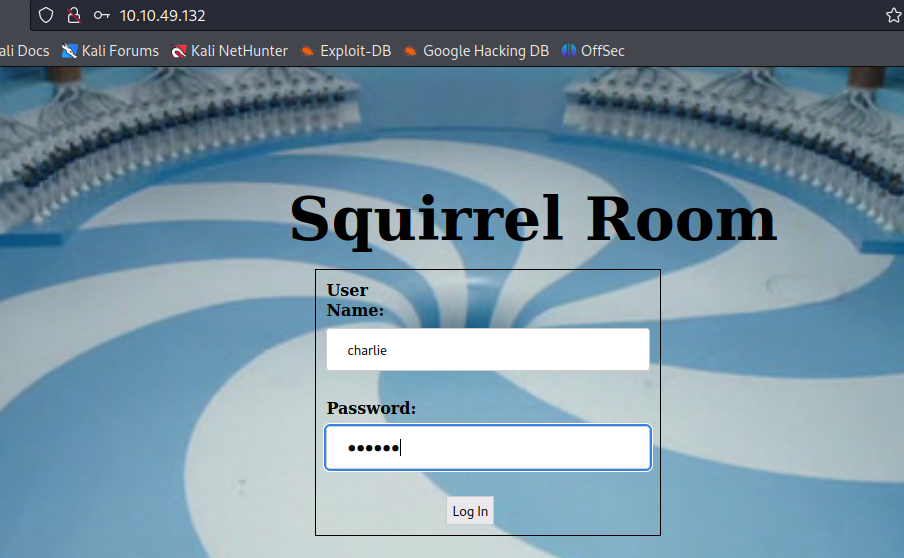 10.10.49.132
ali Docs Kali Forums Kali NetHunter Exploit-DB Google Hacking DB OffSec
Squirrel Room
User
Name:
charlie
Password:
••••••
Log In